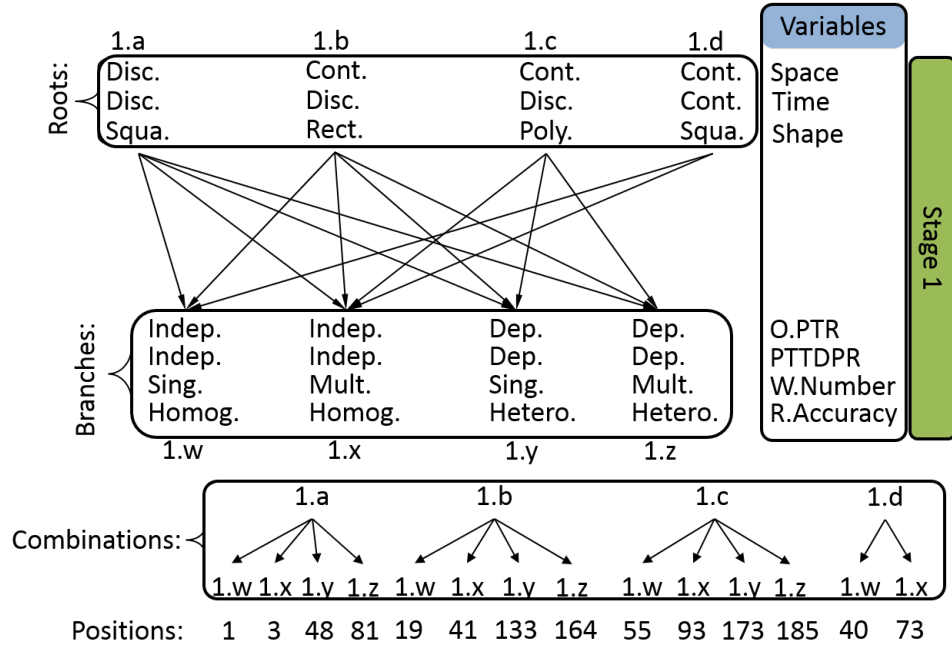 Variables
1.a 1.b 1.c 1.d
Roots:
Disc. Cont. Cont. Cont. Space
Disc. Disc. Disc. Cont. Time
Squa. Rect. Poly. Squa. Shape
Stage 1
Branches:
Indep. Indep. Dep. Dep. O.PTR
Indep. Indep. Dep. Dep. PTTDPR
Sing. Mult. Sing. Mult. W.Number
Homog. Homog. Hetero. Hetero. R.Accuracy
1.w 1.x 1.y 1.z
1.a 1.b 1.c 1.d
Combinations:
1.w 1.x 1.y 1.z 1.w 1.x 1.y 1.z 1.w 1.x 1.y 1.z 1.w 1.x
Positions: 1 3 48 81 19 41 133 164 55 93 173 185 40 73